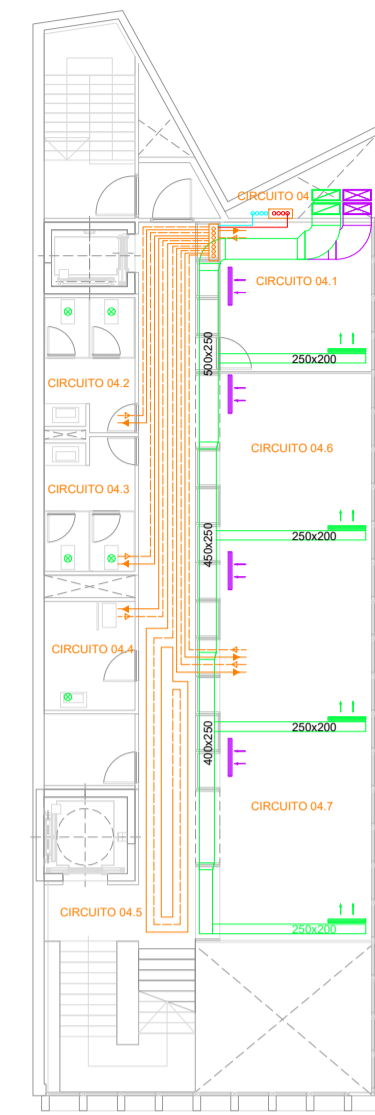 CIRCUITO 04
CIRCUITO 04.1
500x250
250x200
CIRCUITO 04.2
CIRCUITO 04.6
CIRCUITO 04.3
450x250
250x200
CIRCUITO 04.4
400x250
250x200
CIRCUITO 04.7
CIRCUITO 04.5
250x200